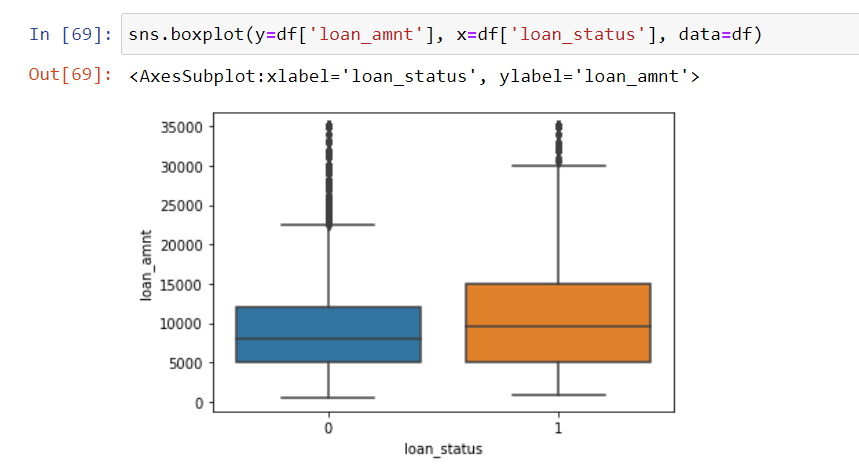 In [69]: sns.boxplot(y=df['loan_amnt'], x=df['loan_status'], data=df)
Out[69]: <AxesSubplot:xlabel='loan_status', ylabel='loan_amnt'>
35000
30000
25000
20000
15000
10000
5000
0
loan_amnt
0 1
loan_status